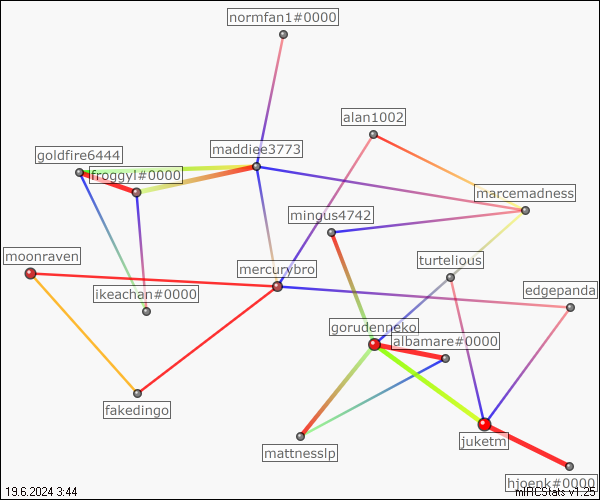 normfan1#0000
alan1002
maddiee3773
goldfire6444
froggyl#0000
marcemadness
mingus4742
moonraven
turtelious
mercurybro
edgepanda
ikeachan#0000
gorudenneko
albamare#0000
fakedingo
juketm
mattnesslp
hjoenk#0000
19.6.2024 3:44
mIRCStats v1.25